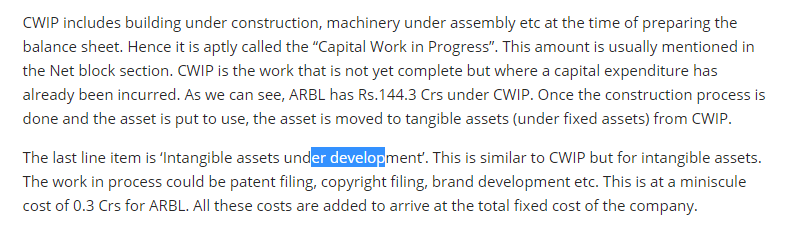 CWIP includes building under construction, machinery under assembly etc at the time of preparing the
balance sheet. Hence it is aptly called the “Capital Work in Progress”. This amount is usually mentioned in
the Net block section. CWIP is the work that is not yet complete but where a capital expenditure has
already been incurred. As we can see, ARBL has Rs.144.3 Crs under CWIP. Once the construction process is
done and the asset is put to use, the asset is moved to tangible assets (under fixed assets) from CWIP.
The last line item is ‘Intangible assets under development’. This is similar to CWIP but for intangible assets.
The work in process could be patent filing, copyright filing, brand development etc. This is at a miniscule
cost of 0.3 Crs for ARBL. All these costs are added to arrive at the total fixed cost of the company.